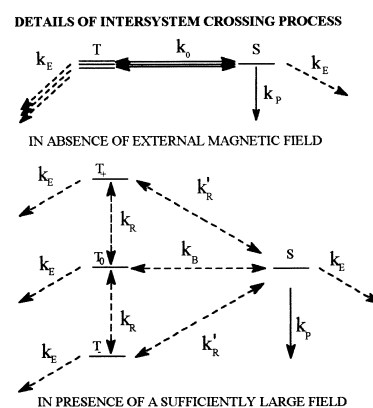 DETAILS OF INTERSYSTEM CROSSING PROCESS
k_E T k_0 S k_E
k_P
IN ABSENCE OF EXTERNAL MAGNETIC FIELD
k_E T_+ k'_R
k_R
k_E T_0 k_B S k_E
k_R k_P
k_E T_- k'_R
IN PRESENCE OF A SUFFICIENTLY LARGE FIELD